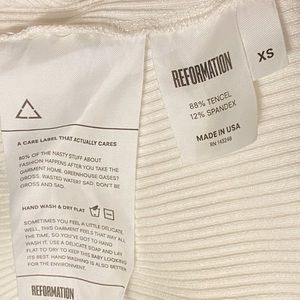 REFORMATION
XS
88% TENCEL
12% SPANDEX
MADE IN USA
RN 143248
A CARE LABEL THAT ACTUALLY CARES
80% OF THE NASTY STUFF ABOUT
FASHION HAPPENS AFTER YOU TAKE THE
GARMENT HOME. GREENHOUSE GASES?
GROSS. WASTED WATER? SAD. DON'T BE
GROSS AND SAD.
HAND WASH & DRY FLAT
SOMETIMES YOU FEEL A LITTLE DELICATE.
WELL, THIS GARMENT FEELS THAT WAY ALL
THE TIME, SO YOU'VE GOT TO HAND
WASH IT, USE A DELICATE SOAP AND LAY
FLAT TO DRY TO KEEP THIS BABY LOOKING
ITS BEST. HAND WASHING IS ALSO BETTER
FOR THE ENVIRONMENT.
REFORMATION